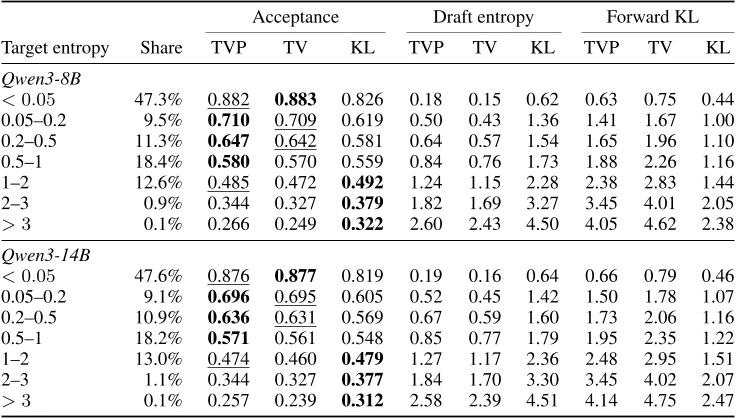 Acceptance Draft entropy Forward KL
Target entropy Share TVP TV KL TVP TV KL TVP TV KL
Qwen3-8B
< 0.05 47.3% 0.882 0.883 0.826 0.18 0.15 0.62 0.63 0.75 0.44
0.05–0.2 9.5% 0.710 0.709 0.619 0.50 0.43 1.36 1.41 1.67 1.00
0.2–0.5 11.3% 0.647 0.642 0.581 0.64 0.57 1.54 1.65 1.96 1.10
0.5–1 18.4% 0.580 0.570 0.559 0.84 0.76 1.73 1.88 2.26 1.16
1–2 12.6% 0.485 0.472 0.492 1.24 1.15 2.28 2.38 2.83 1.44
2–3 0.9% 0.344 0.327 0.379 1.82 1.69 3.27 3.45 4.01 2.05
> 3 0.1% 0.266 0.249 0.322 2.60 2.43 4.50 4.05 4.62 2.38
Qwen3-14B
< 0.05 47.6% 0.876 0.877 0.819 0.19 0.16 0.64 0.66 0.79 0.46
0.05–0.2 9.1% 0.696 0.695 0.605 0.52 0.45 1.42 1.50 1.78 1.07
0.2–0.5 10.9% 0.636 0.631 0.569 0.67 0.59 1.60 1.73 2.06 1.16
0.5–1 18.2% 0.571 0.561 0.548 0.85 0.77 1.79 1.95 2.35 1.22
1–2 13.0% 0.474 0.460 0.479 1.27 1.17 2.36 2.48 2.95 1.51
2–3 1.1% 0.344 0.327 0.377 1.84 1.70 3.30 3.45 4.02 2.07
> 3 0.1% 0.257 0.239 0.312 2.58 2.39 4.51 4.14 4.75 2.47